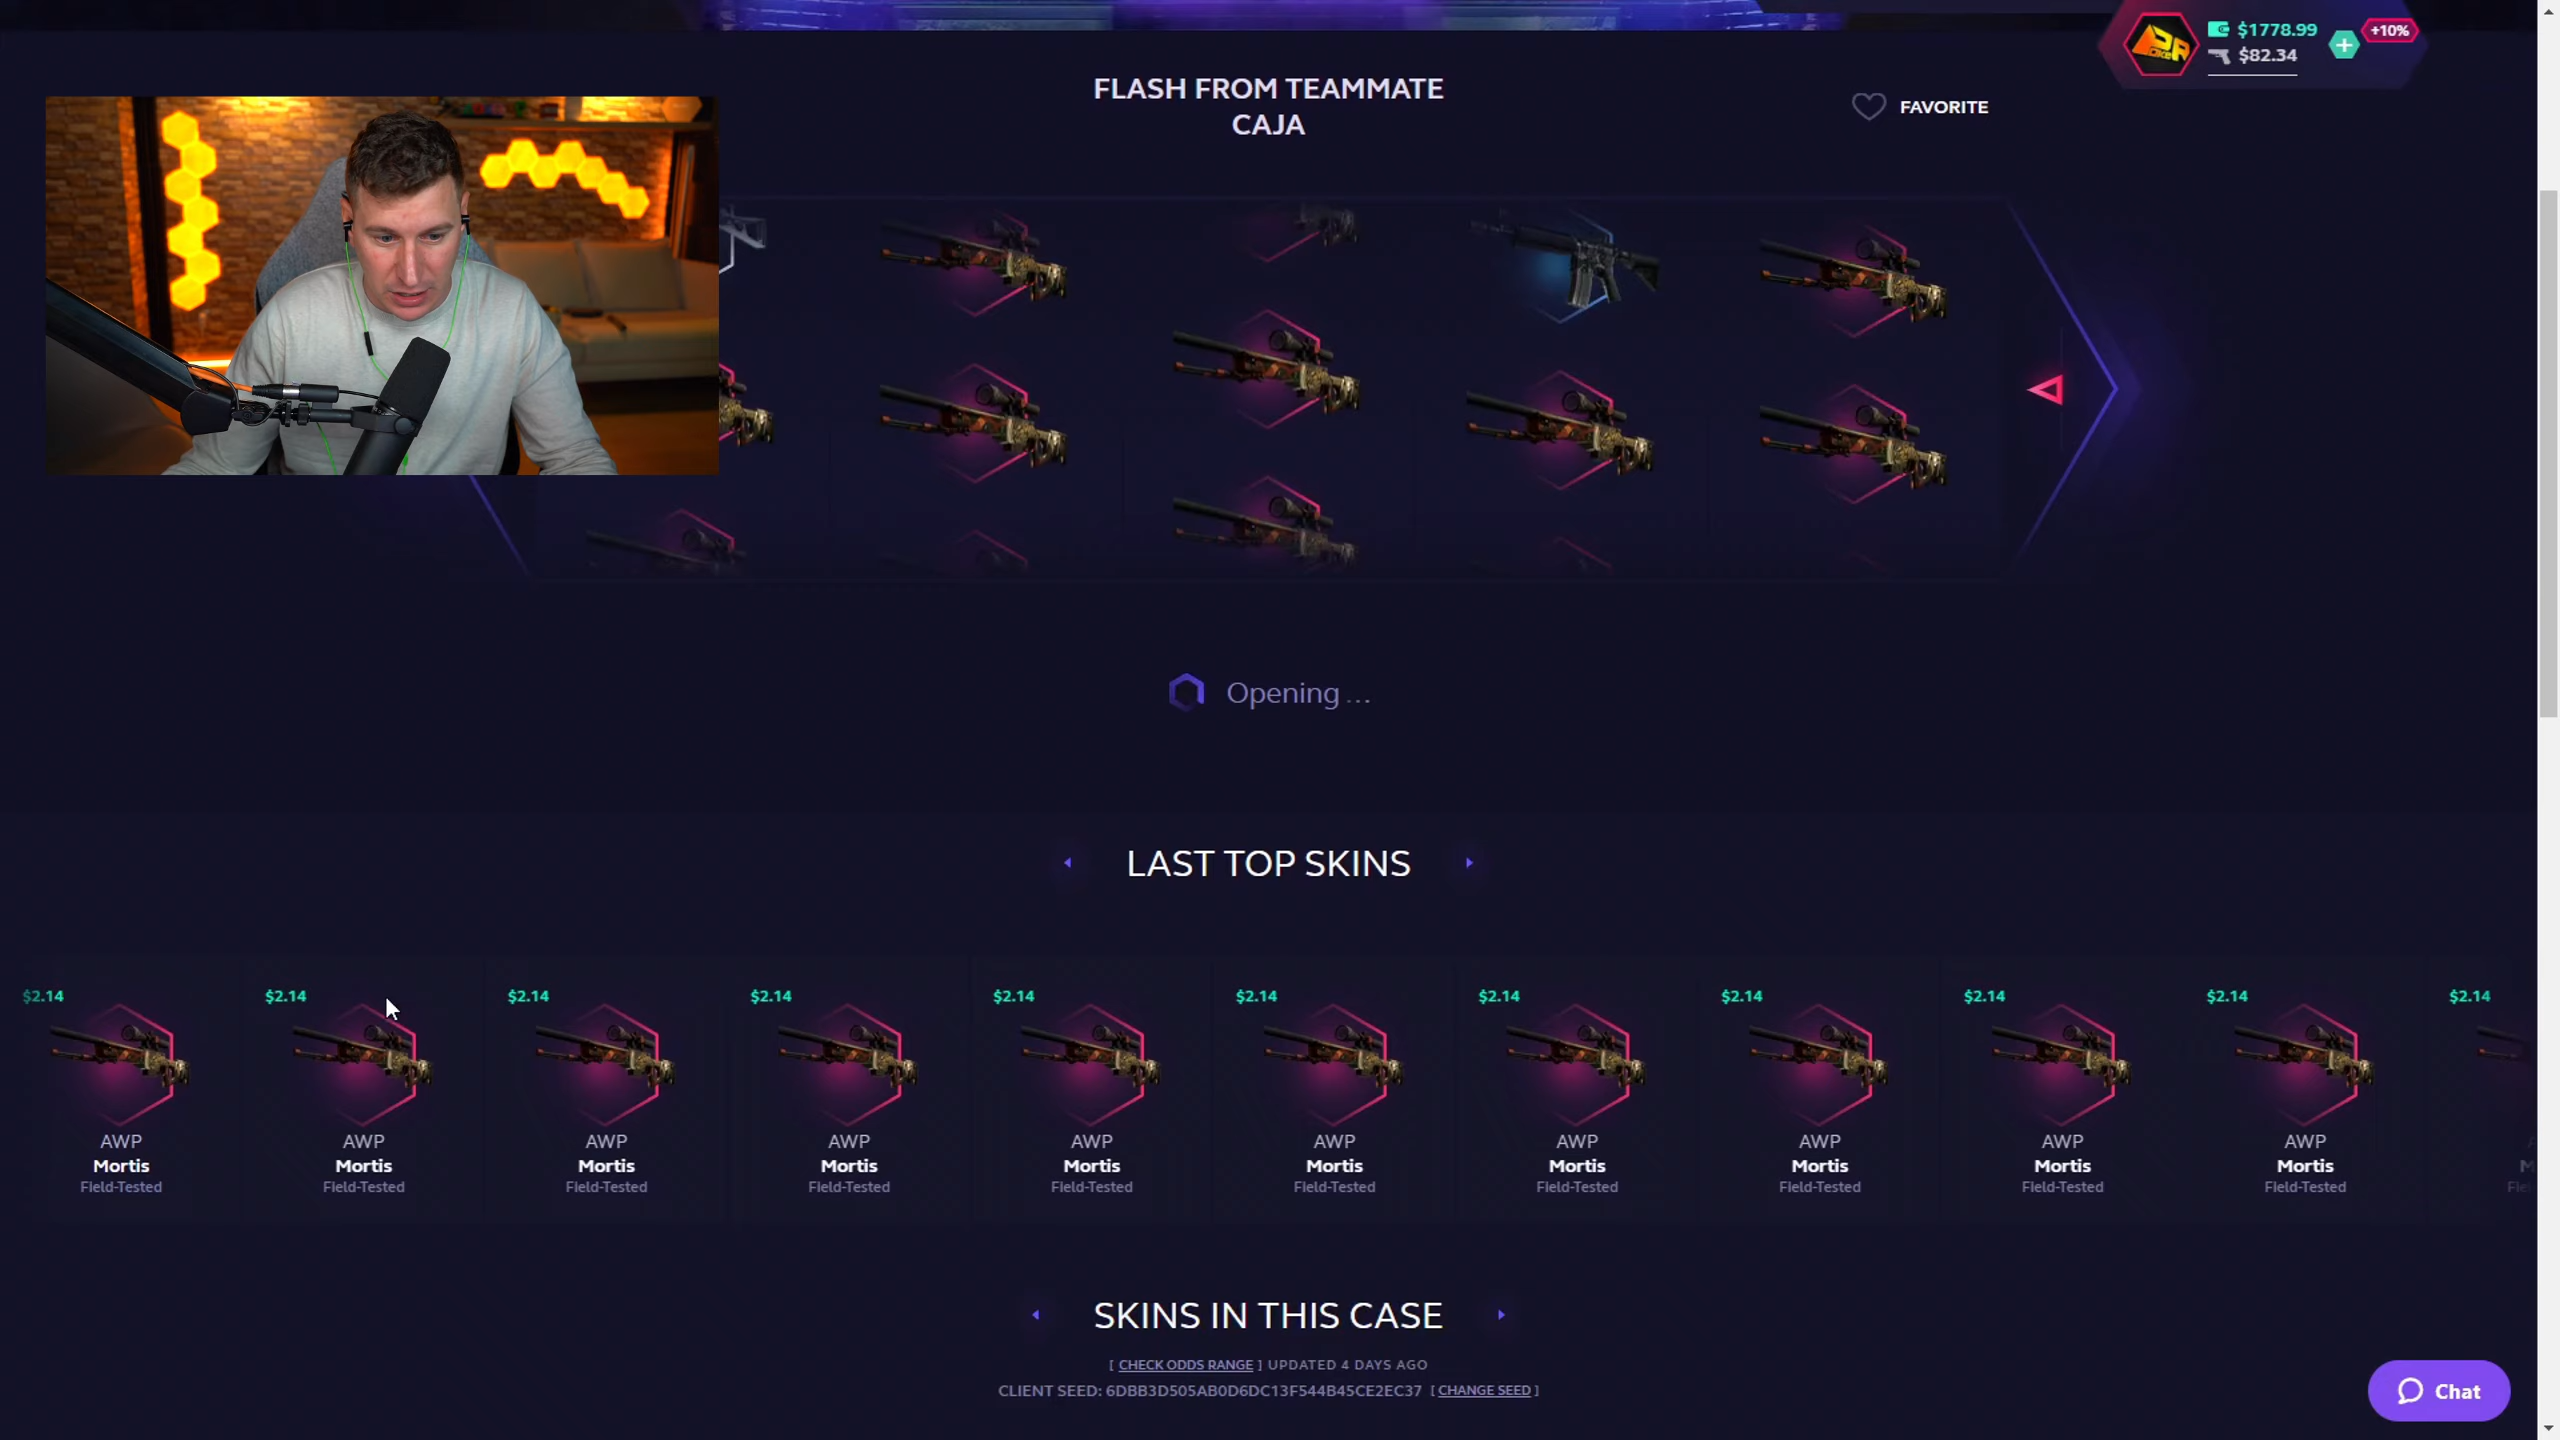 $1778.99
+10%
$82.34
FLASH FROM TEAMMATE
CAJA
FAVORITE
Opening ...
LAST TOP SKINS
$2.14 $2.14 $2.14 $2.14 $2.14 $2.14 $2.14 $2.14 $2.14 $2.14 $2.14
AWP AWP AWP AWP AWP AWP AWP AWP AWP AWP
Mortis Mortis Mortis Mortis Mortis Mortis Mortis Mortis Mortis Mortis
Field-Tested Field-Tested Field-Tested Field-Tested Field-Tested Field-Tested Field-Tested Field-Tested Field-Tested Field-Tested
SKINS IN THIS CASE
[ CHECK ODDS RANGE ] UPDATED 4 DAYS AGO
CLIENT SEED: 6DBB3D505AB0D6DC13F544B45CE2EC37 [ CHANGE SEED ]
Chat